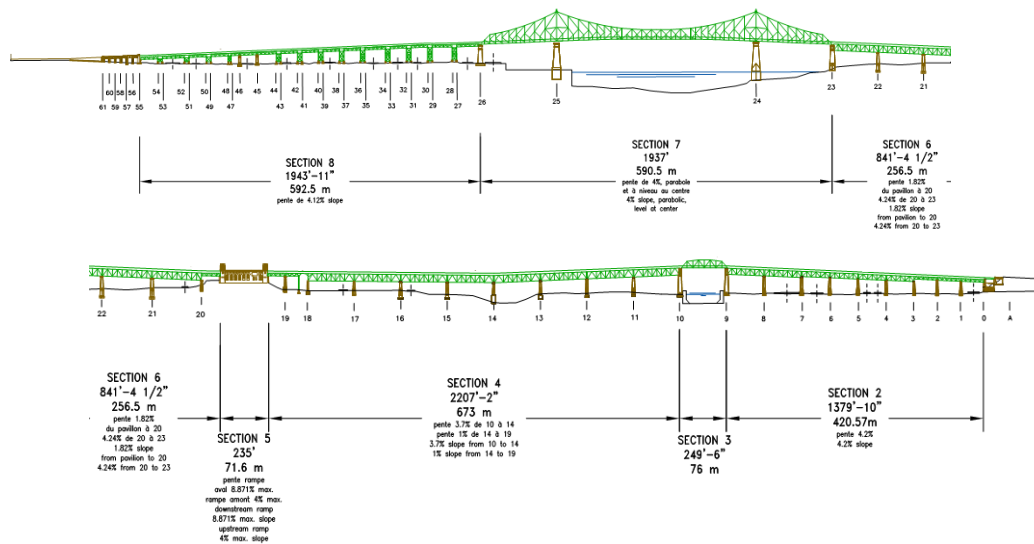 60 58 56 54 52 50 48 46 45 44 42 40 38 36 34 32 30 28
61 59 57 55 53 51 49 47 43 41 39 37 35 33 31 29 27
26 25 24 23 22 21
SECTION 8
1943'-11"
592.5 m
pente de 4.12% slope
SECTION 7
1937'
590.5 m
pente de 4%, parabole
et à niveau au centre
4% slope, parabolic,
level at center
SECTION 6
841'-4 1/2"
256.5 m
pente 1.82%
du pavillon à 20
4.24% de 20 à 23
1.82% slope
from pavilion to 20
4.24% from 20 to 23
22 21 20 19 18 17 16 15 14 13 12 11 10 9 8 7 6 5 4 3 2 1 0 A
SECTION 6
841'-4 1/2"
256.5 m
pente 1.82%
du pavillon à 20
4.24% de 20 à 23
1.82% slope
from pavilion to 20
4.24% from 20 to 23
SECTION 5
235'
71.6 m
pente rampe
aval 8.871% max.
rampe amont 4% max.
downstream ramp
8.871% max. slope
upstream ramp
4% max. slope
SECTION 4
2207'-2"
673 m
pente 3.7% de 10 à 14
pente 1% de 14 à 19
3.7% slope from 10 to 14
1% slope from 14 to 19
SECTION 3
249'-6"
76 m
SECTION 2
1379'-10"
420.57m
pente 4.2%
4.2% slope